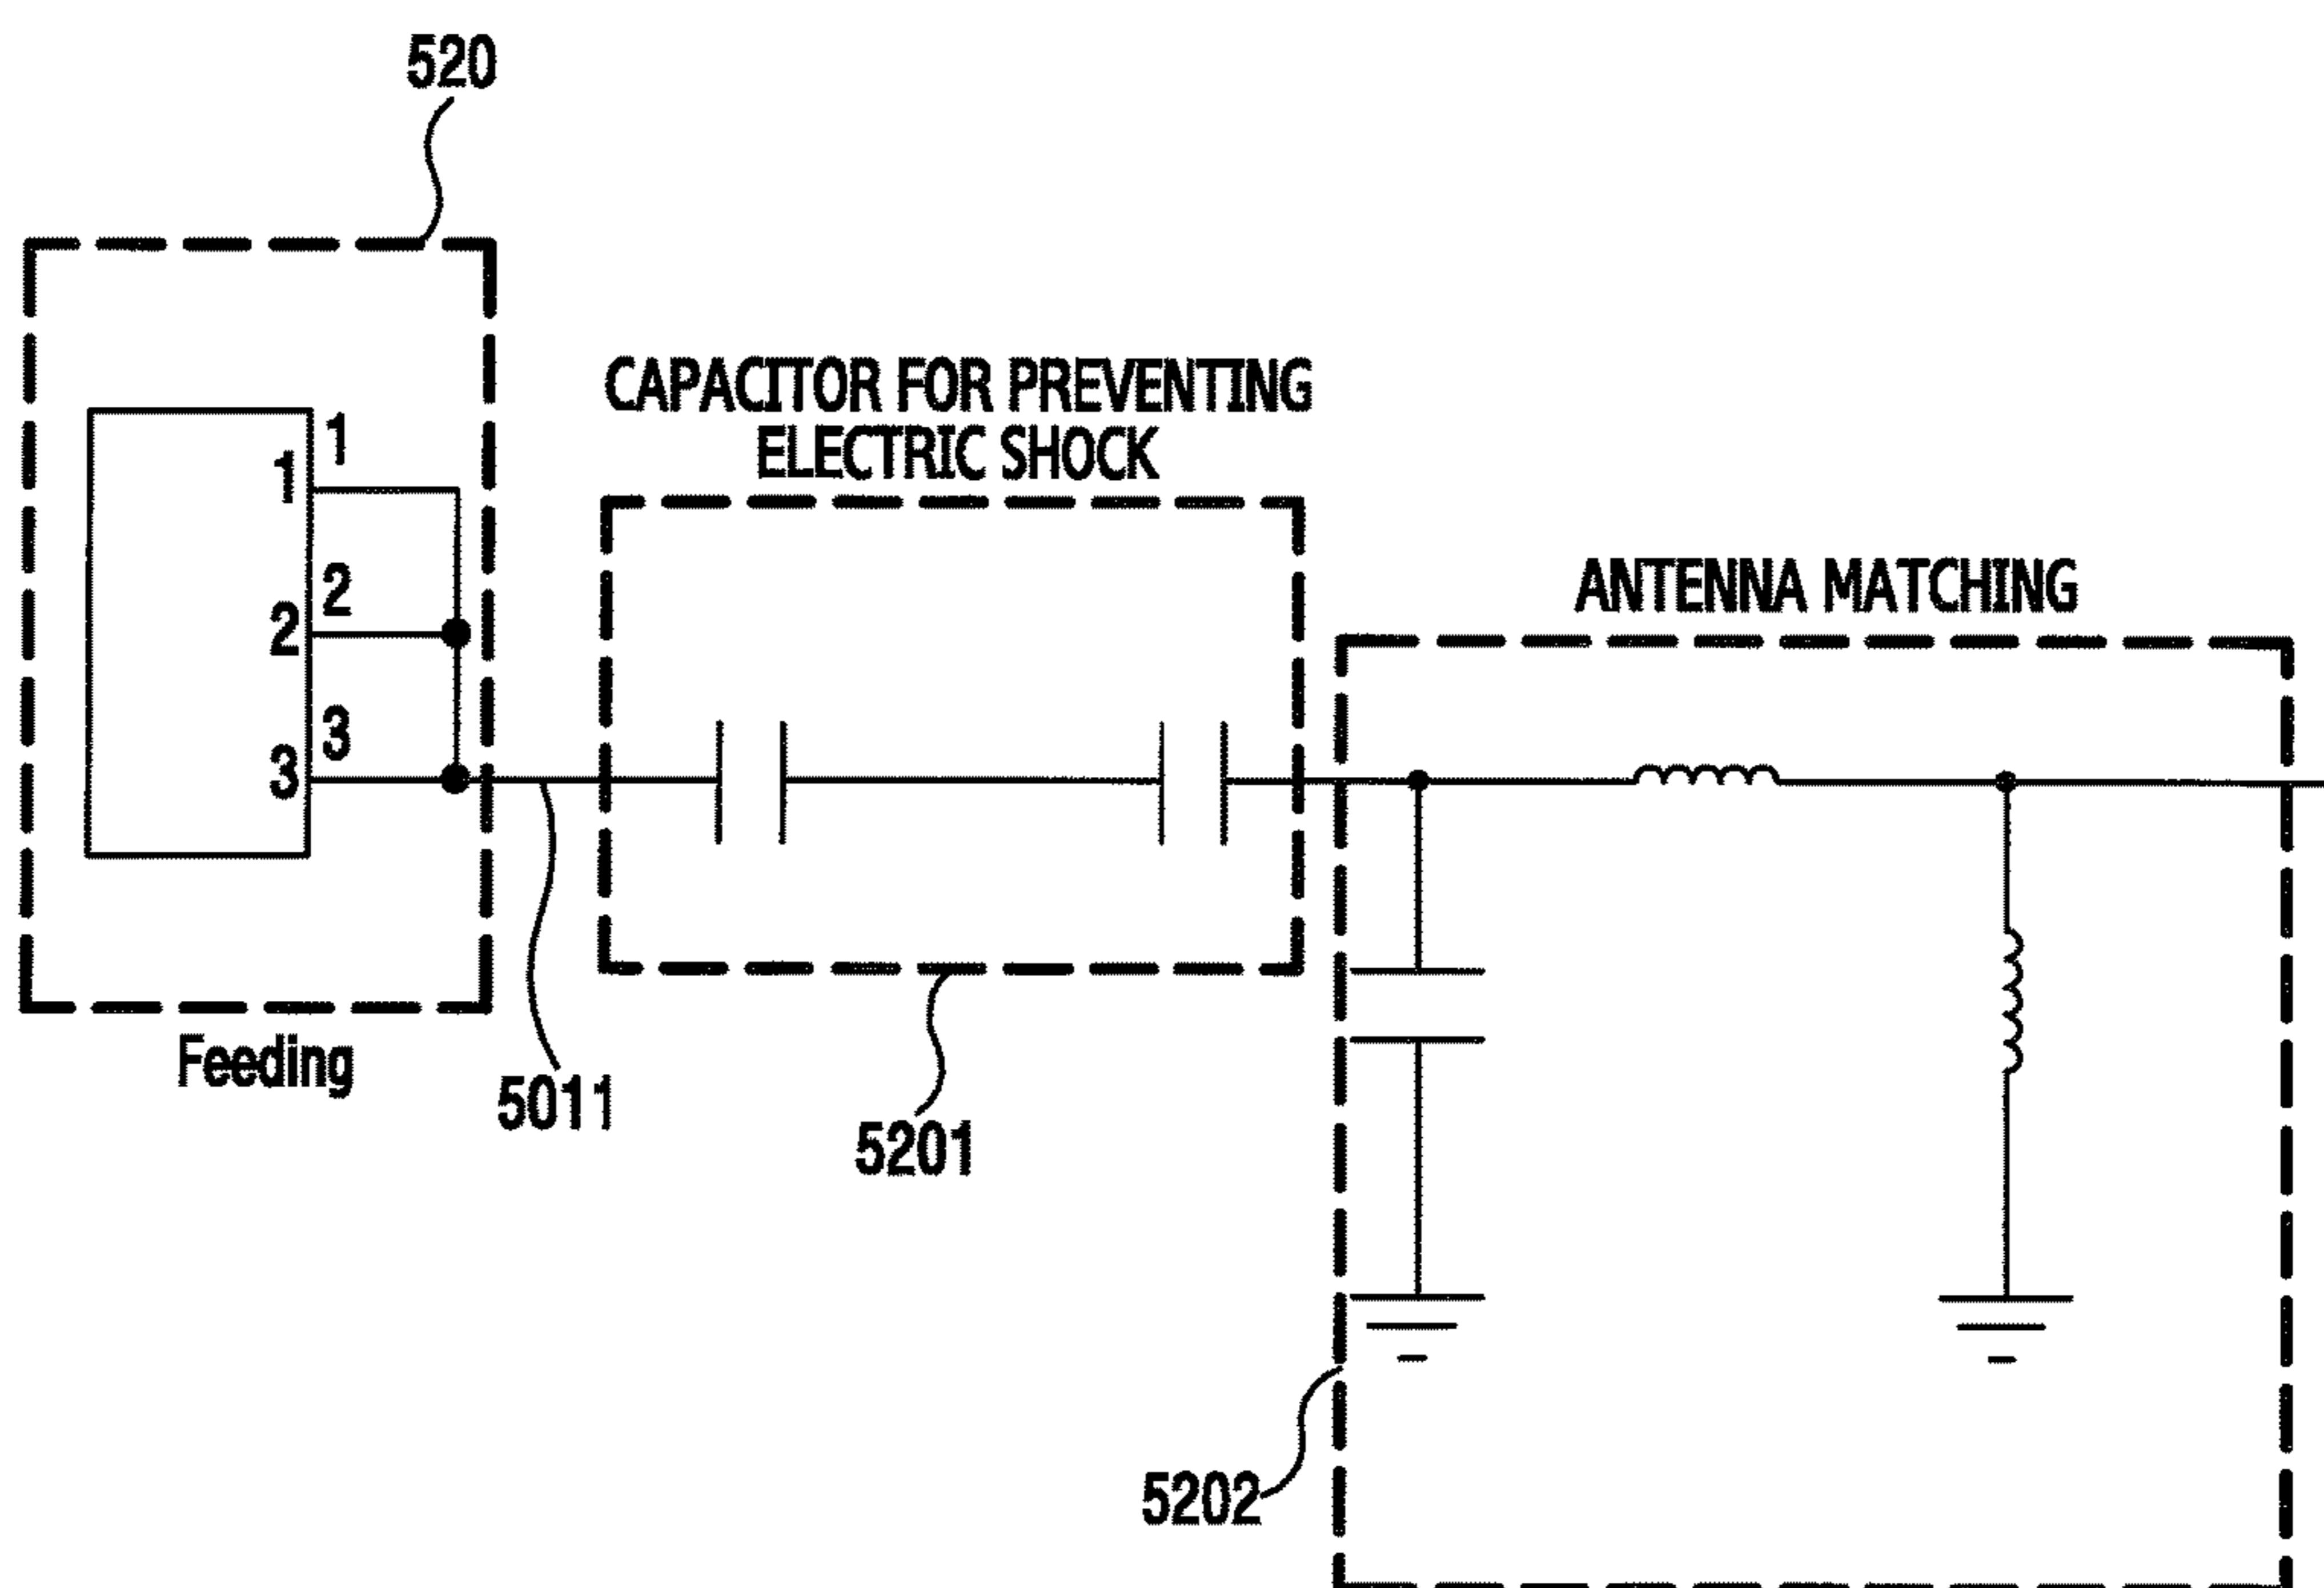 520
CAPACITOR FOR PREVENTING
ELECTRIC SHOCK
ANTENNA MATCHING
1 1
2 2
3 3
Feeding
5011
5201
5202